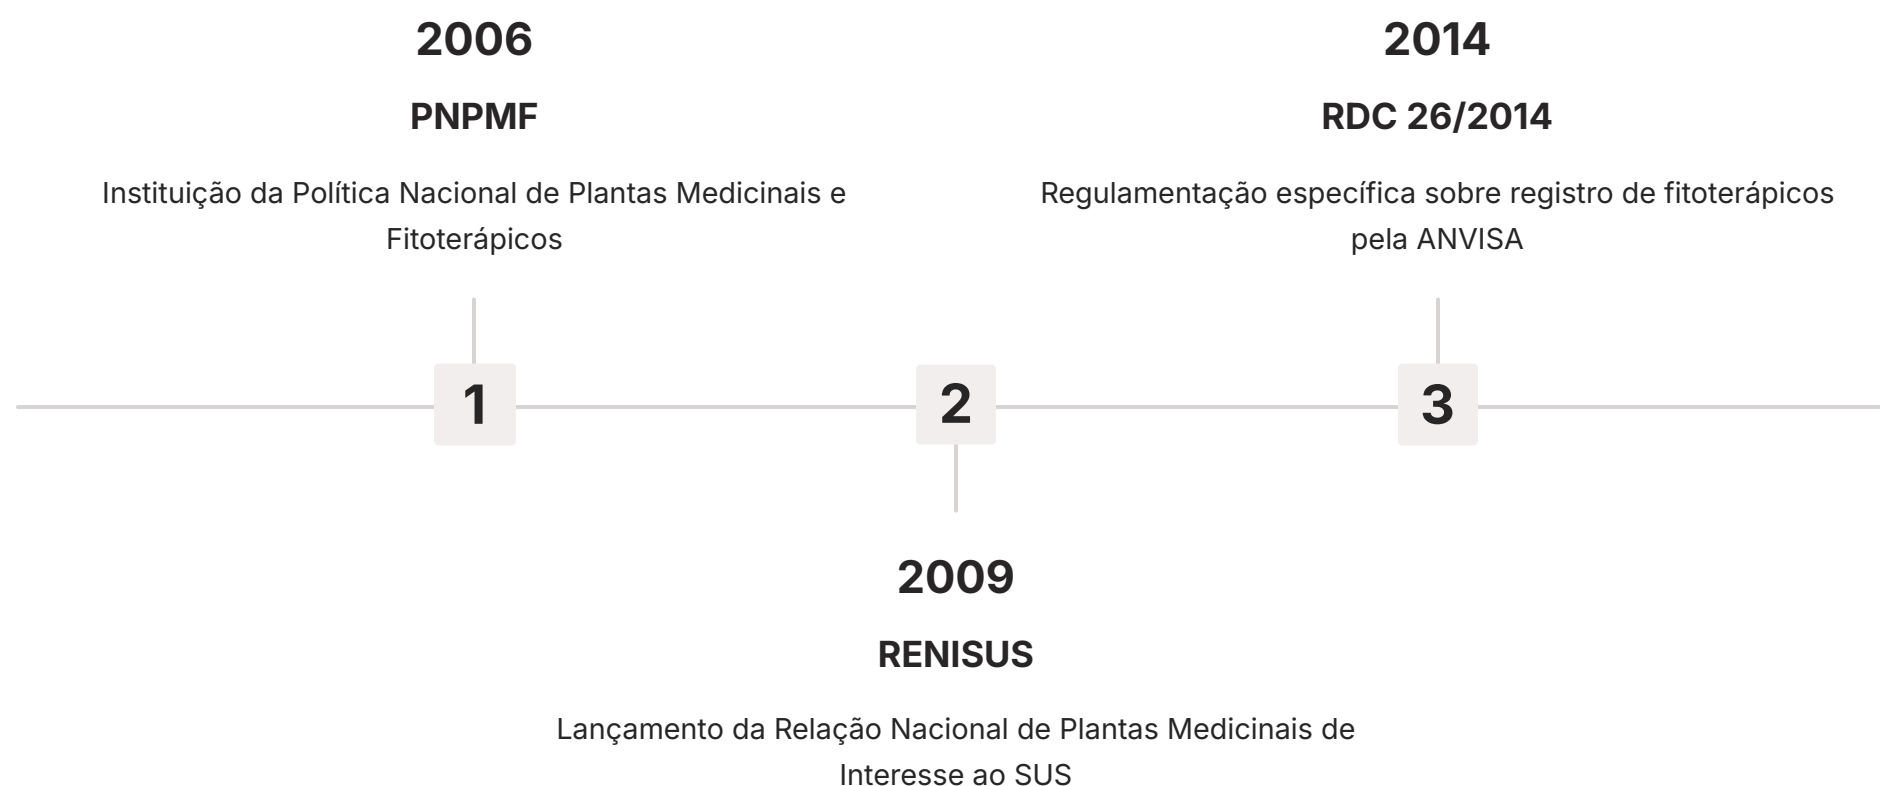 2006
PNPMF
Instituição da Política Nacional de Plantas Medicinais e
Fitoterápicos
2014
RDC 26/2014
Regulamentação específica sobre registro de fitoterápicos
pela ANVISA
1
2
3
2009
RENISUS
Lançamento da Relação Nacional de Plantas Medicinais de
Interesse ao SUS